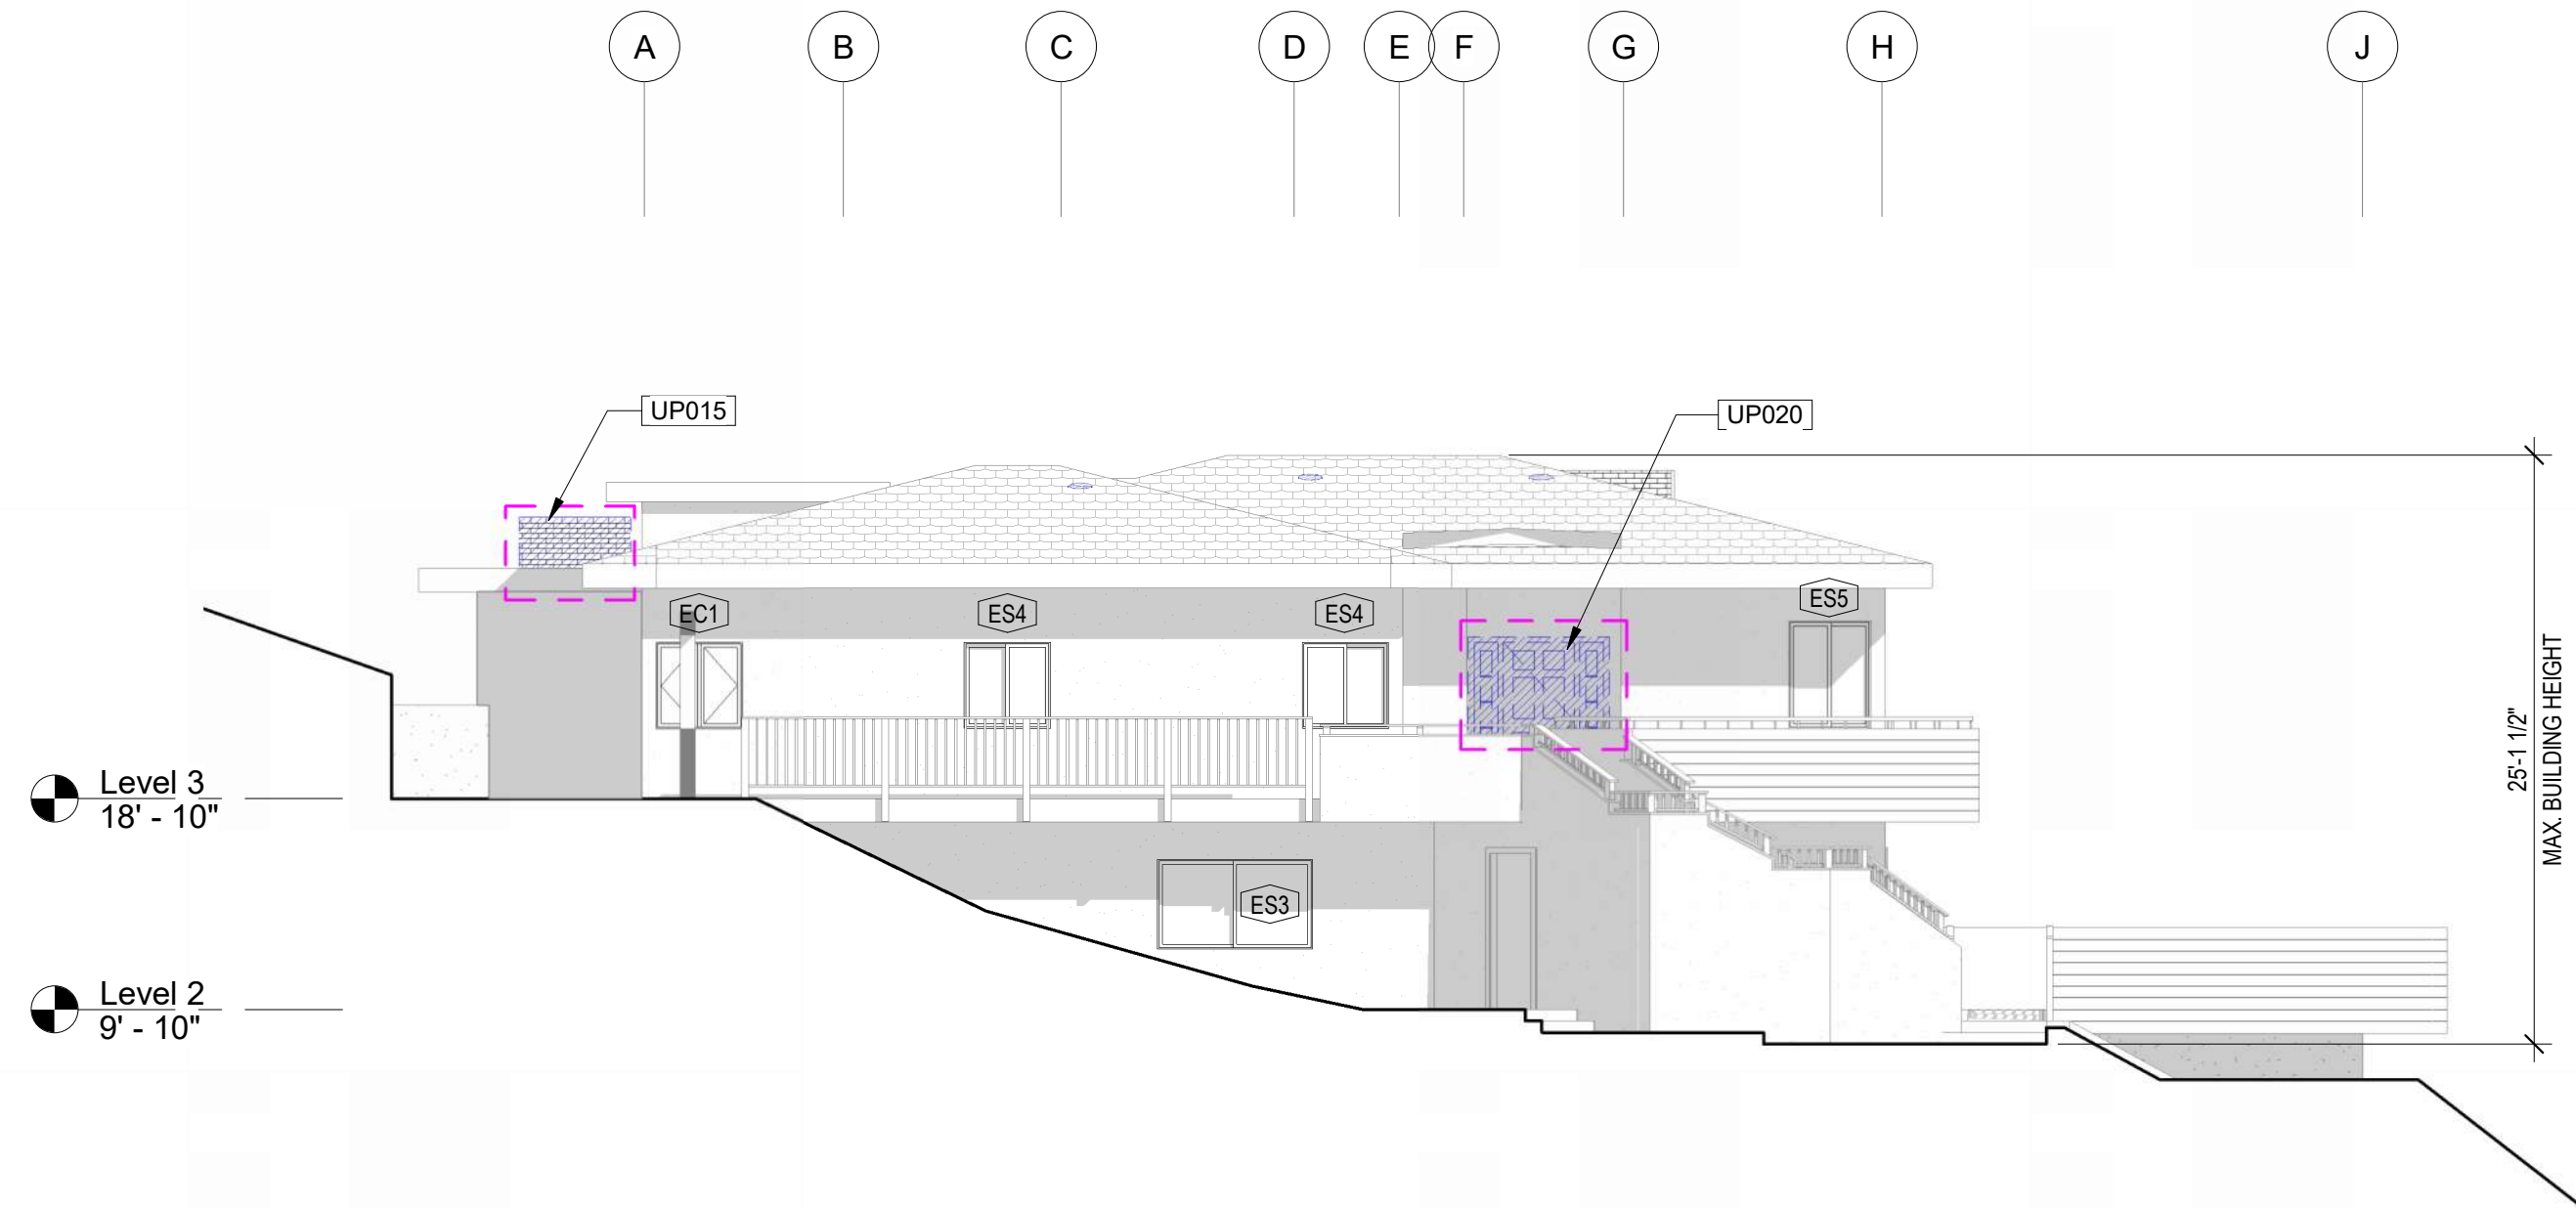 A
B
C
D
E
F
G
H
J
UP015
UP020
EC1
ES4
ES4
ES5
25'-1 1/2"
MAX. BUILDING HEIGHT
Level 3
18' - 10"
ES3
Level 2
9' - 10"